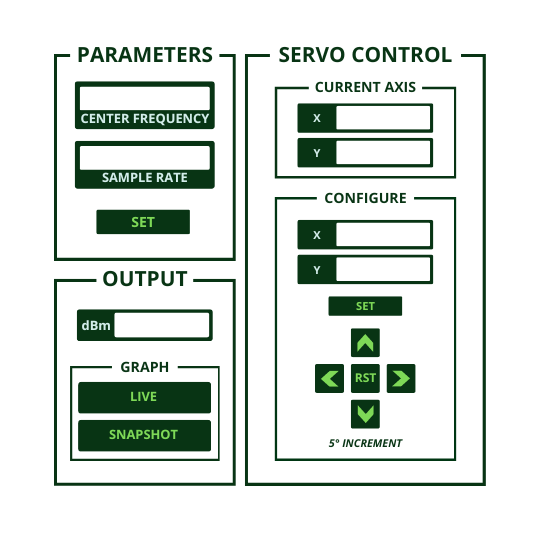 PARAMETERS
CENTER FREQUENCY
SAMPLE RATE
SET
OUTPUT
dBm
GRAPH
LIVE
SNAPSHOT
SERVO CONTROL
CURRENT AXIS
X
Y
CONFIGURE
X
Y
SET
RST
5° INCREMENT